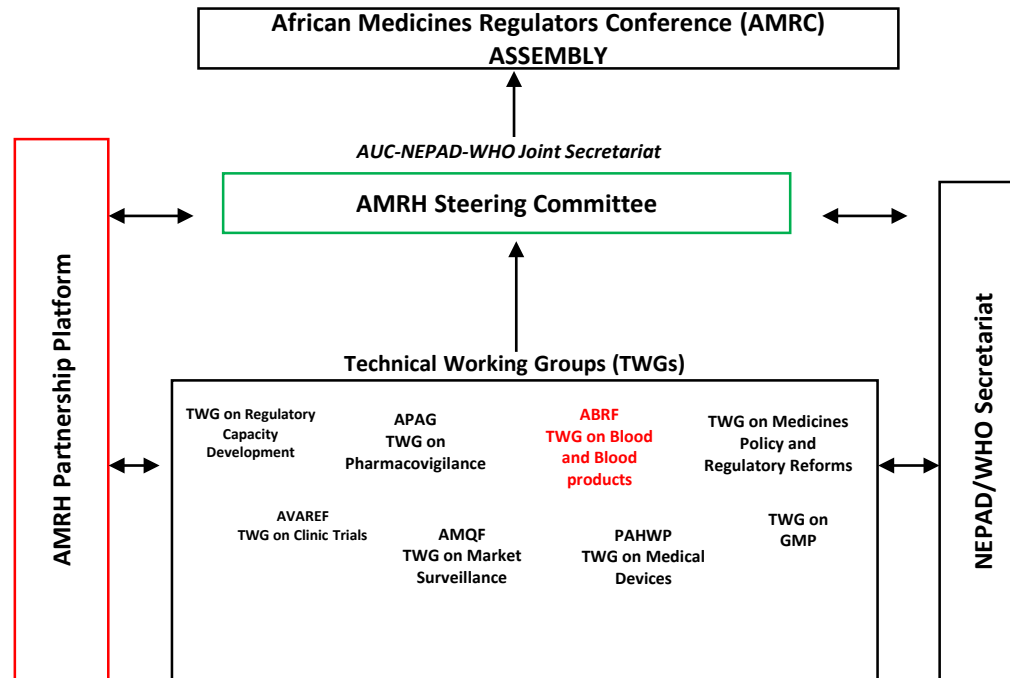 African Medicines Regulators Conference (AMRC)
ASSEMBLY
AUC-NEPAD-WHO Joint Secretariat
AMRH Steering Committee
AMRH Partnership Platform
NEPAD/WHO Secretariat
Technical Working Groups (TWGs)
TWG on Regulatory
Capacity
Development
APAG
TWG on
Pharmacovigilance
ABRF
TWG on Blood
and Blood
products
TWG on Medicines
Policy and
Regulatory Reforms
AVAREF
TWG on Clinic Trials
AMQF
TWG on Market
Surveillance
PAHWP
TWG on Medical
Devices
TWG on
GMP